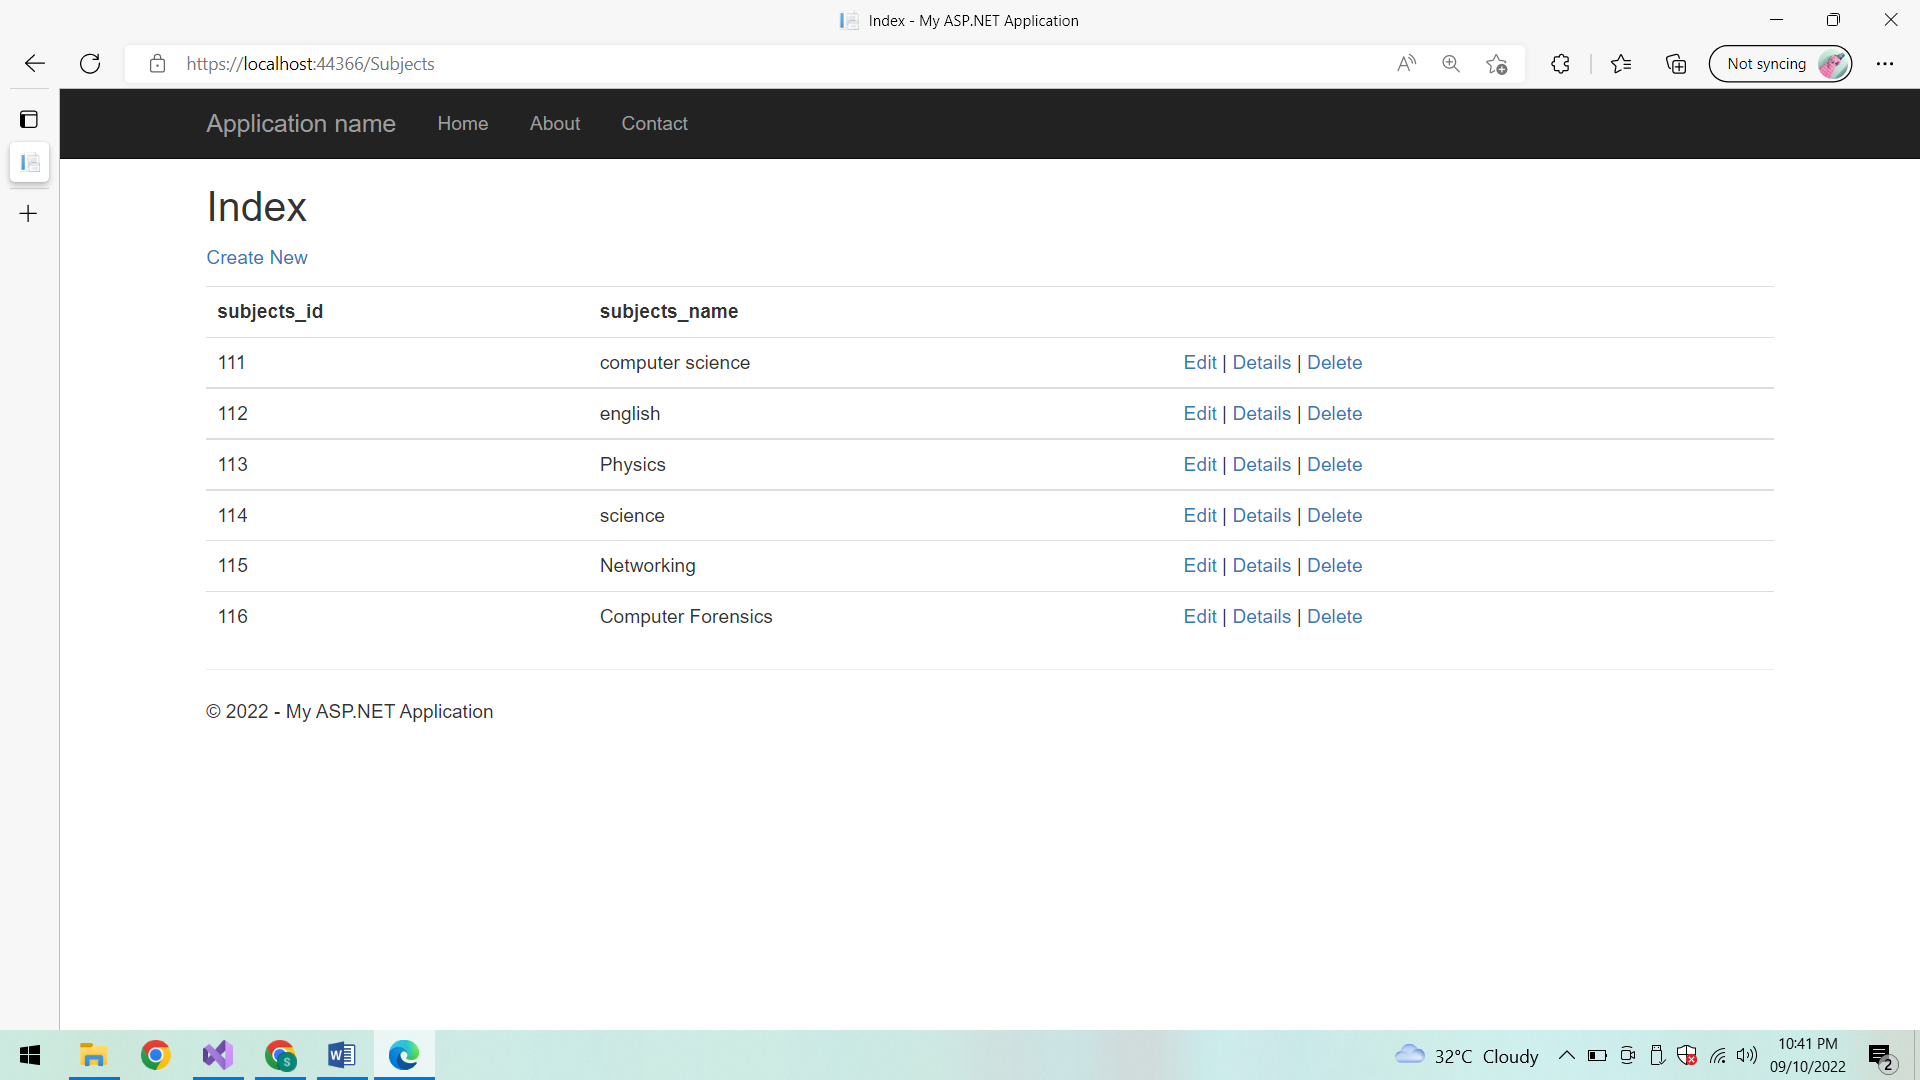 Index - My ASP.NET Application
https://localhost:44366/Subjects
Not syncing
Application name Home About Contact
Index
Create New
subjects_id subjects_name
111 computer science Edit | Details | Delete
112 english Edit | Details | Delete
113 Physics Edit | Details | Delete
114 science Edit | Details | Delete
115 Networking Edit | Details | Delete
116 Computer Forensics Edit | Details | Delete
© 2022 - My ASP.NET Application
32°C Cloudy
10:41 PM
09/10/2022
2